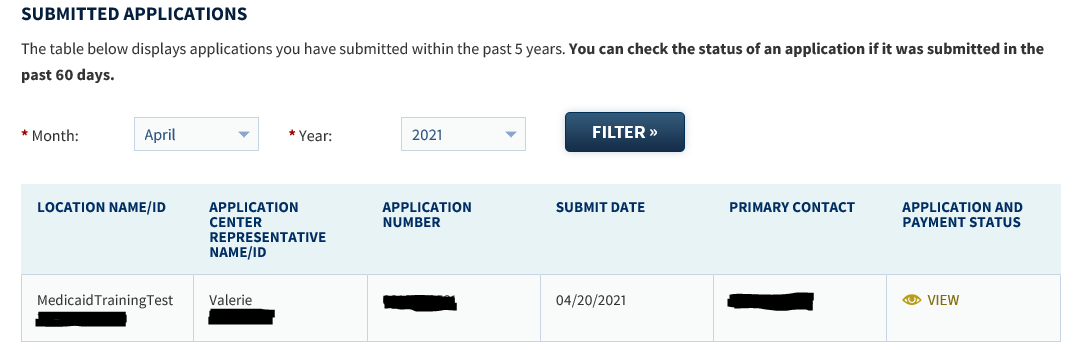 SUBMITTED APPLICATIONS
The table below displays applications you have submitted within the past 5 years. You can check the status of an application if it was submitted in the
past 60 days.
* Month: April * Year: 2021 FILTER »
LOCATION NAME/ID
APPLICATION
CENTER
REPRESENTATIVE
NAME/ID
APPLICATION
NUMBER
SUBMIT DATE
PRIMARY CONTACT
APPLICATION AND
PAYMENT STATUS
MedicaidTrainingTest
Valerie
04/20/2021
VIEW